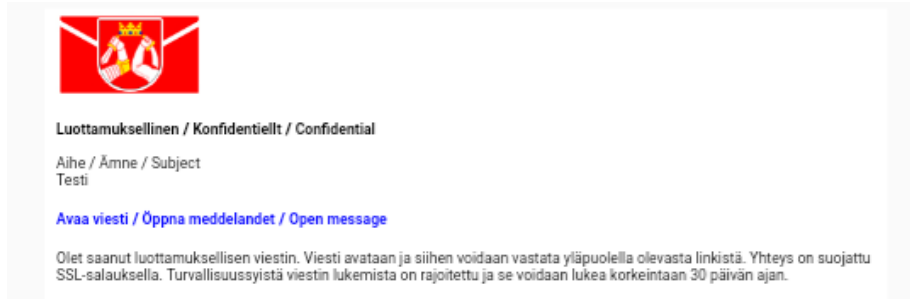 Luottamuksellinen / Konfidentiellt / Confidential
Aihe / Ämne / Subject
Testi
Avaa viesti / Öppna meddelandet / Open message
Olet saanut luottamuksellisen viestin. Viesti avataan ja siihen voidaan vastata yläpuolella olevasta linkistä. Yhteys on suojattu
SSL-salauksella. Turvallisuussyistä viestin lukemista on rajoitettu ja se voidaan lukea korkeintaan 30 päivän ajan.